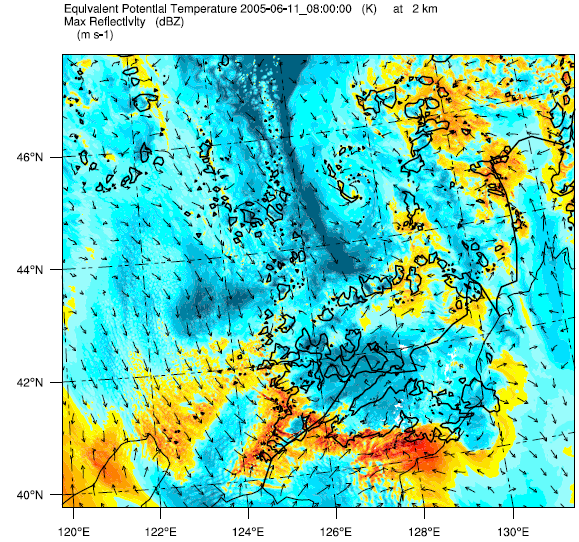 Equivalent Potential Temperature 2005-06-11_08:00:00 (K) at 2 km
Max Reflectivity (dBZ)
(m s-1)
46°N
44°N
42°N
40°N
120°E 122°E 124°E 126°E 128°E 130°E